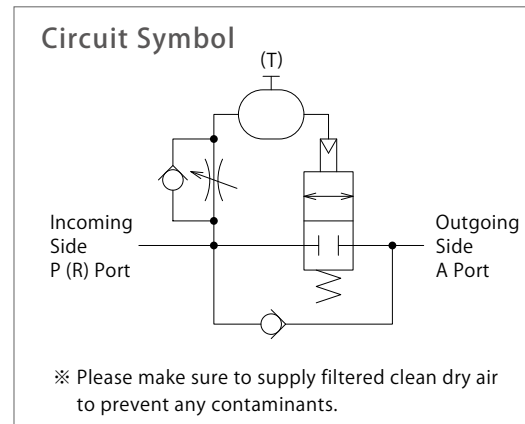 Circuit Symbol
(T)
Incoming
Side
P (R) Port
Outgoing
Side
A Port
※ Please make sure to supply filtered clean dry air
to prevent any contaminants.